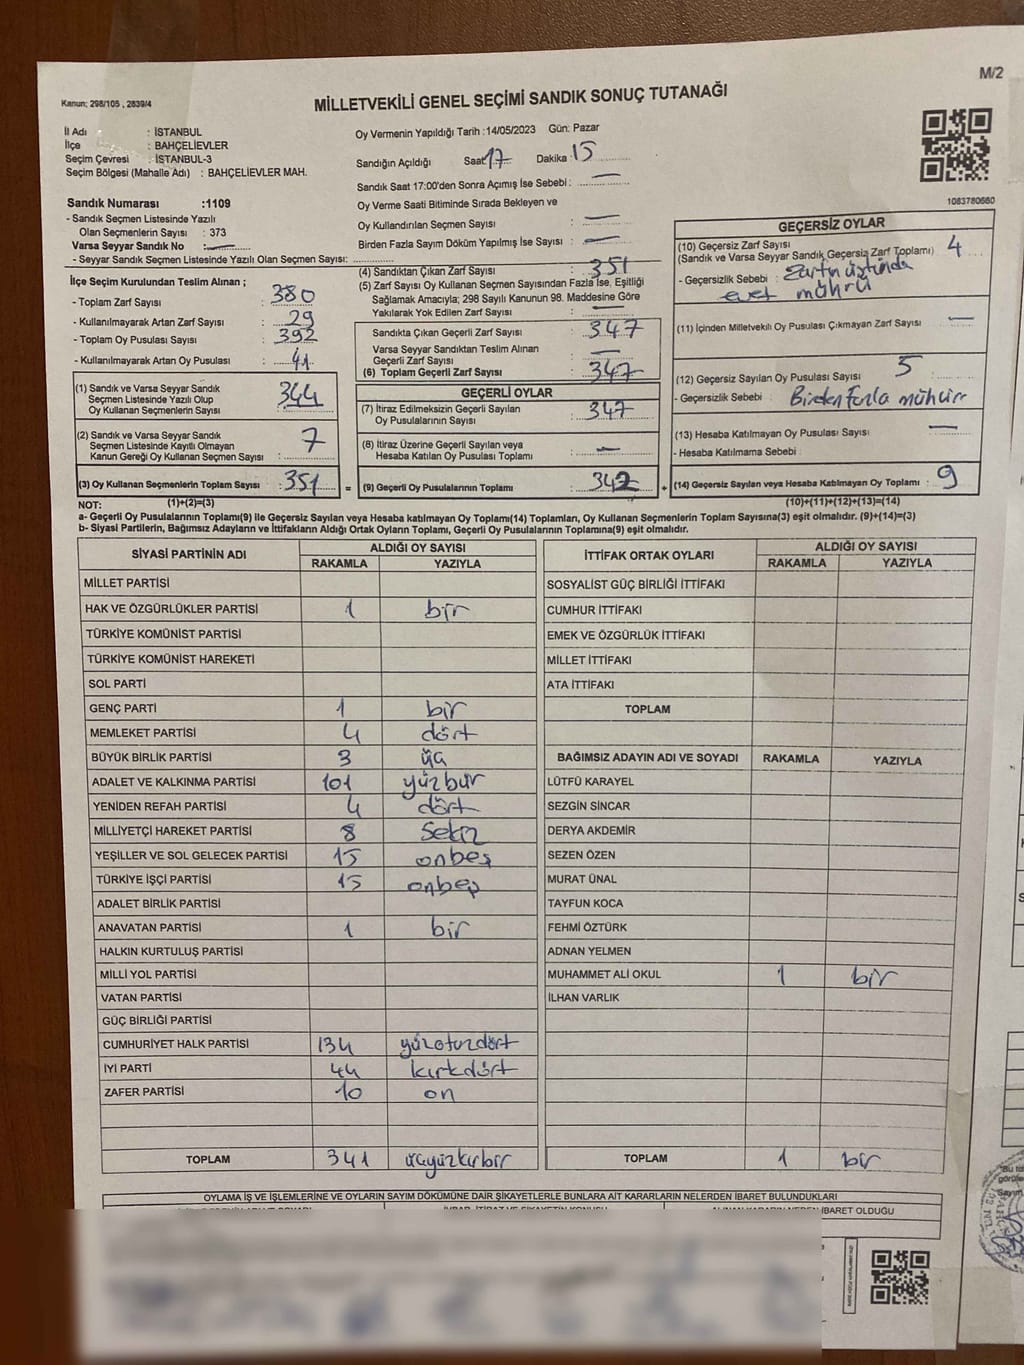 M/2
Kanun; 298/105 , 2839/4
MİLLETVEKİLİ GENEL SEÇİMİ SANDIK SONUÇ TUTANAĞI
İl Adı : İSTANBUL
İlçe : BAHÇELİEVLER
Seçim Çevresi : İSTANBUL-3
Seçim Bölgesi (Mahalle Adı) : BAHÇELİEVLER MAH.
Sandık Numarası :1109
- Sandık Seçmen Listesinde Yazılı
Olan Seçmenlerin Sayısı : 373
Varsa Seyyar Sandık No : —
- Seyyar Sandık Seçmen Listesinde Yazılı Olan Seçmen Sayısı:
Oy Vermenin Yapıldığı Tarih :14/05/2023 Gün: Pazar
Sandığın Açıldığı Saat 17 Dakika : 15
Sandık Saat 17:00'den Sonra Açımış İse Sebebi : —
Oy Verme Saati Bitiminde Sırada Bekleyen ve
Oy Kullandırılan Seçmen Sayısı : —
Birden Fazla Sayım Döküm Yapılmış İse Sayısı : —
1083780560
İlçe Seçim Kurulundan Teslim Alınan ;
- Toplam Zarf Sayısı : 380
- Kullanılmayarak Artan Zarf Sayısı : 29
- Toplam Oy Pusulası Sayısı : 392
- Kullanılmayarak Artan Oy Pusulası : 41
(1) Sandık ve Varsa Seyyar Sandık
Seçmen Listesinde Yazılı Olup
Oy Kullanan Seçmenlerin Sayısı : 344
(2) Sandık ve Varsa Seyyar Sandık
Seçmen Listesinde Kayıtlı Olmayan
Kanun Gereği Oy Kullanan Seçmen Sayısı : 7
(3) Oy Kullanan Seçmenlerin Toplam Sayısı : 351 =
(1)+(2)=(3)
(4) Sandıktan Çıkan Zarf Sayısı : 351
(5) Zarf Sayısı Oy Kullanan Seçmen Sayısından Fazla İse, Eşitliği
Sağlamak Amacıyla; 298 Sayılı Kanunun 98. Maddesine Göre
Yakılarak Yok Edilen Zarf Sayısı : —
Sandıkta Çıkan Geçerli Zarf Sayısı : 347
Varsa Seyyar Sandıktan Teslim Alınan
Geçerli Zarf Sayısı : —
(6) Toplam Geçerli Zarf Sayısı : 347
GEÇERLİ OYLAR
(7) İtiraz Edilmeksizin Geçerli Sayılan
Oy Pusulalarının Sayısı : 347
(8) İtiraz Üzerine Geçerli Sayılan veya
Hesaba Katılan Oy Pusulası Toplamı : —
(9) Geçerli Oy Pusulalarının Toplamı : 342 +
GEÇERSİZ OYLAR
(10) Geçersiz Zarf Sayısı
(Sandık ve Varsa Seyyar Sandık Geçersiz Zarf Toplamı) : 4
- Geçersizlik Sebebi : Zarfın üstünde
evet mührü
(11) İçinden Milletvekili Oy Pusulası Çıkmayan Zarf Sayısı : —
(12) Geçersiz Sayılan Oy Pusulası Sayısı : 5
- Geçersizlik Sebebi : Birden Fazla mühür
(13) Hesaba Katılmayan Oy Pusulası Sayısı : —
- Hesaba Katılmama Sebebi :
(14) Geçersiz Sayılan veya Hesaba Katılmayan Oy Toplamı : 9
(10)+(11)+(12)+(13)=(14)
NOT:
a- Geçerli Oy Pusulalarının Toplamı(9) ile Geçersiz Sayılan veya Hesaba katılmayan Oy Toplamı(14) Toplamları, Oy Kullanan Seçmenlerin Toplam Sayısına(3) eşit olmalıdır. (9)+(14)=(3)
b- Siyasi Partilerin, Bağımsız Adayların ve İttifakların Aldığı Ortak Oyların Toplamı, Geçerli Oy Pusulalarının Toplamına(9) eşit olmalıdır.
SİYASİ PARTİNİN ADI ALDIĞI OY SAYISI
RAKAMLA YAZIYLA
MİLLET PARTİSİ
HAK VE ÖZGÜRLÜKLER PARTİSİ 1 bir
TÜRKİYE KOMÜNİST PARTİSİ
TÜRKİYE KOMÜNİST HAREKETİ
SOL PARTİ
GENÇ PARTİ 1 bir
MEMLEKET PARTİSİ 4 dört
BÜYÜK BİRLİK PARTİSİ 3 üç
ADALET VE KALKINMA PARTİSİ 101 yüzbir
YENİDEN REFAH PARTİSİ 4 dört
MİLLİYETÇİ HAREKET PARTİSİ 8 Sekiz
YEŞİLLER VE SOL GELECEK PARTİSİ 15 onbeş
TÜRKİYE İŞÇİ PARTİSİ 15 onbeş
ADALET BİRLİK PARTİSİ
ANAVATAN PARTİSİ 1 bir
HALKIN KURTULUŞ PARTİSİ
MİLLİ YOL PARTİSİ
VATAN PARTİSİ
GÜÇ BİRLİĞİ PARTİSİ
CUMHURİYET HALK PARTİSİ 134 yüzotuzdört
İYİ PARTİ 44 kırkdört
ZAFER PARTİSİ 10 on
TOPLAM 341 üçyüzkırbir
İTTİFAK ORTAK OYLARI ALDIĞI OY SAYISI
RAKAMLA YAZIYLA
SOSYALİST GÜÇ BİRLİĞİ İTTİFAKI
CUMHUR İTTİFAKI
EMEK VE ÖZGÜRLÜK İTTİFAKI
MİLLET İTTİFAKI
ATA İTTİFAKI
TOPLAM
BAĞIMSIZ ADAYIN ADI VE SOYADI RAKAMLA YAZIYLA
LÜTFÜ KARAYEL
SEZGİN SİNCAR
DERYA AKDEMİR
SEZEN ÖZEN
MURAT ÜNAL
TAYFUN KOCA
FEHMİ ÖZTÜRK
ADNAN YELMEN
MUHAMMET ALİ OKUL 1 bir
İLHAN VARLIK
TOPLAM 1 bir
OYLAMA İŞ VE İŞLEMLERİNE VE OYLARIN SAYIM DÖKÜMÜNE DAİR ŞİKAYETLERLE BUNLARA AİT KARARLARIN NELERDEN İBARET BULUNDUKLARI
İBARET OLDUĞU